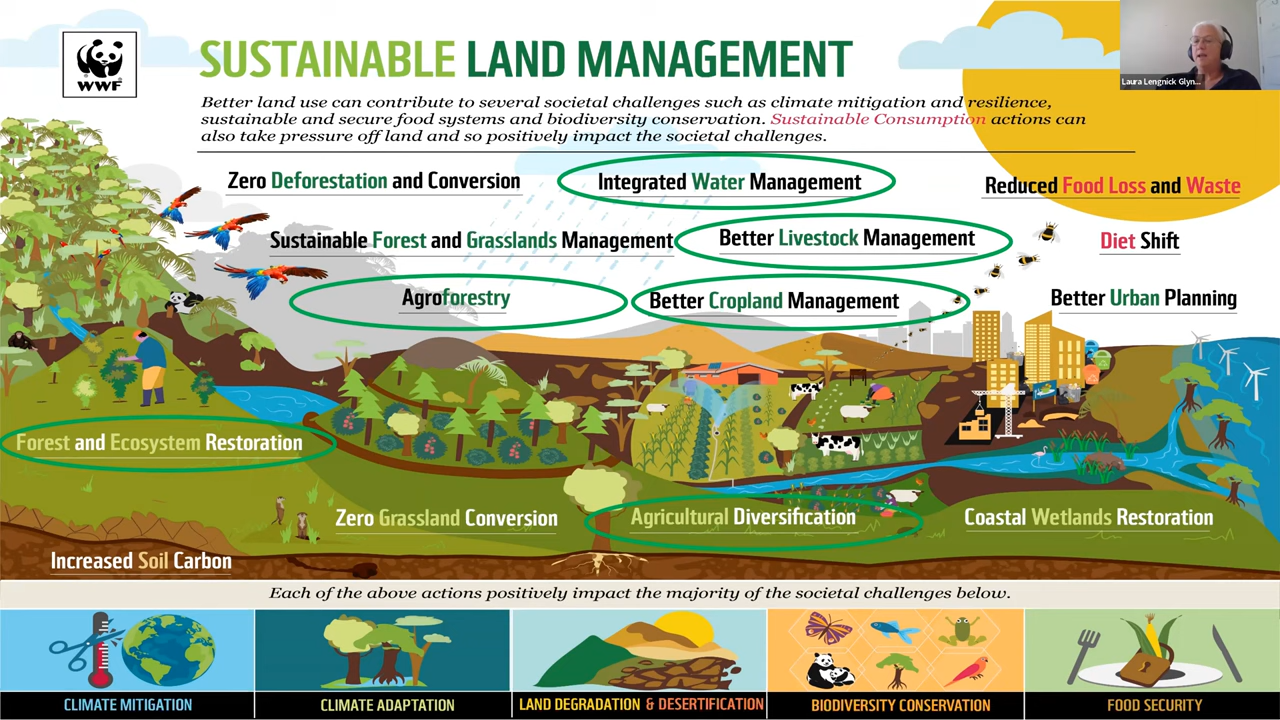 WWF
SUSTAINABLE LAND MANAGEMENT
Laura Lengnick Glyn...
Better land use can contribute to several societal challenges such as climate mitigation and resilience,
sustainable and secure food systems and biodiversity conservation. Sustainable Consumption actions can
also take pressure off land and so positively impact the societal challenges.
Zero Deforestation and Conversion
Integrated Water Management
Reduced Food Loss and Waste
Sustainable Forest and Grasslands Management
Better Livestock Management
Diet Shift
Agroforestry
Better Cropland Management
Better Urban Planning
Forest and Ecosystem Restoration
Zero Grassland Conversion
Agricultural Diversification
Coastal Wetlands Restoration
Increased Soil Carbon
Each of the above actions positively impact the majority of the societal challenges below.
CLIMATE MITIGATION
CLIMATE ADAPTATION
LAND DEGRADATION & DESERTIFICATION
BIODIVERSITY CONSERVATION
FOOD SECURITY